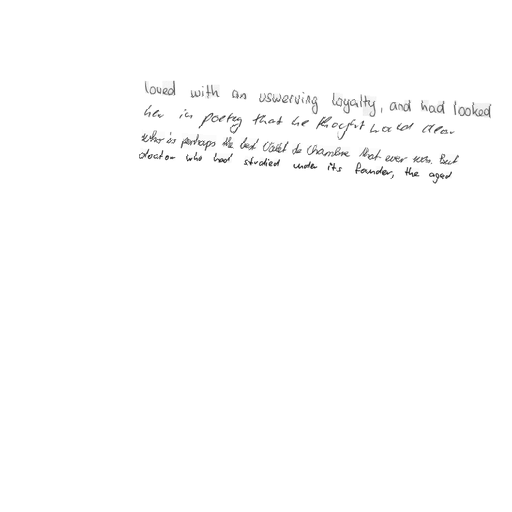 loved with an uswerving loyalty, and had looked
her in poetry that he thought would
who is perhaps the best Valet de Chambre that ever was. But
doctor who had studied under its founder, the aged